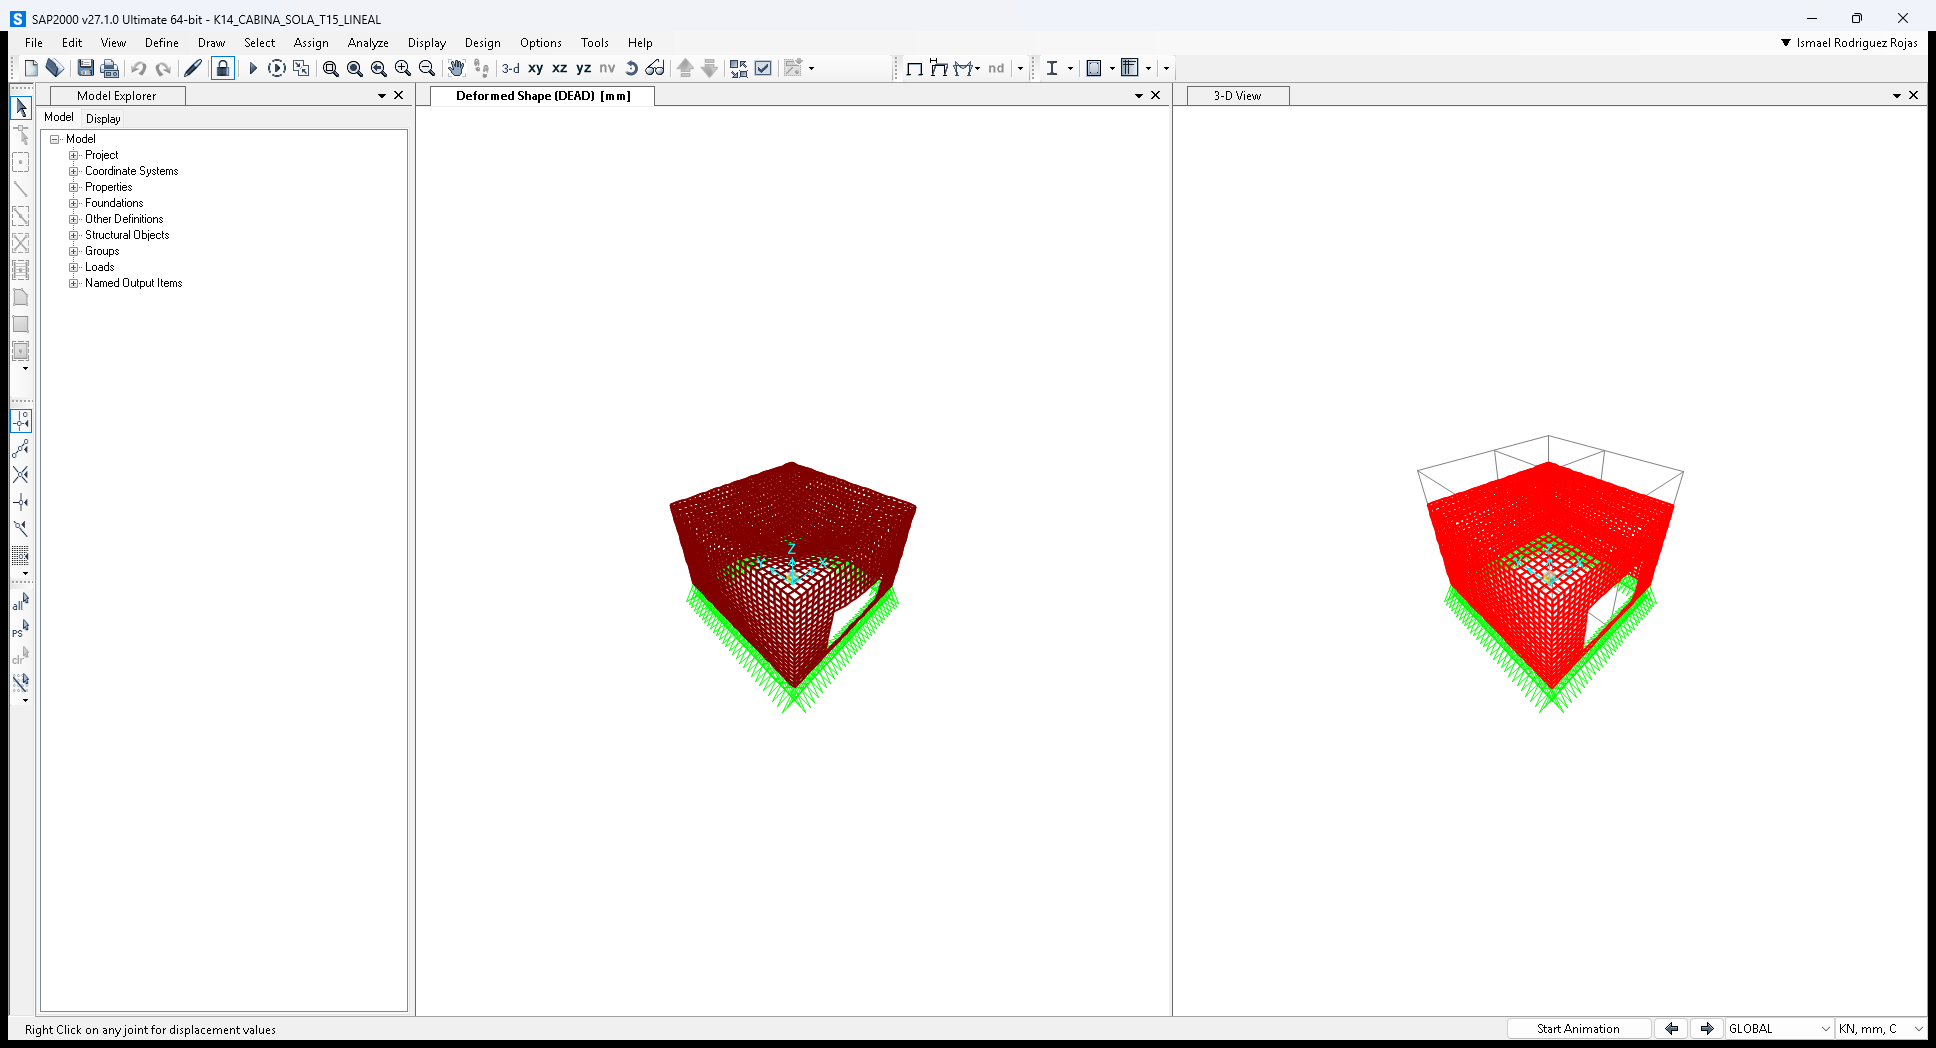 SAP2000 v27.1.0 Ultimate 64-bit - K14_CABINA_SOLA_T15_LINEAL
File Edit View Define Draw Select Assign Analyze Display Design Options Tools Help
Ismael Rodriguez Rojas
3-d xy xz yz nv nd
Model Explorer
Deformed Shape (DEAD) [mm]
3-D View
Model Display
Model
Project
Coordinate Systems
Properties
Foundations
Other Definitions
Structural Objects
Groups
Loads
Named Output Items
all
PS
clr
Z
Right Click on any joint for displacement values
Start Animation
GLOBAL
KN, mm, C